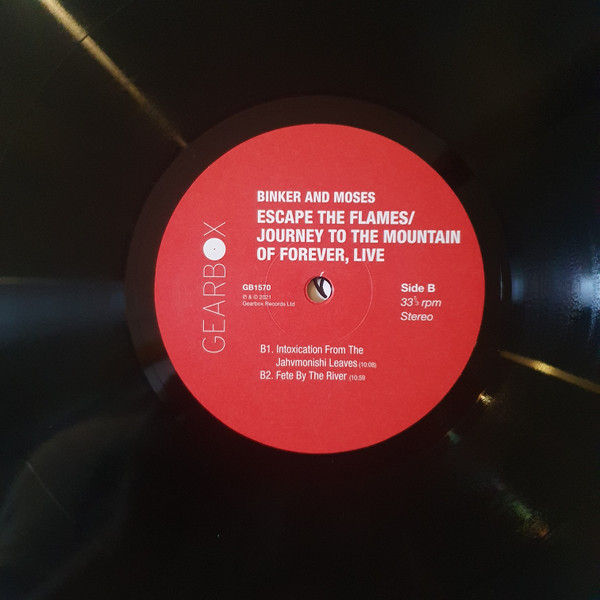 BINKER AND MOSES
ESCAPE THE FLAMES/
JOURNEY TO THE MOUNTAIN
OF FOREVER, LIVE
GEARBOX
GB1570
℗ & © 2021
Gearbox Records Ltd
Side B
33⅓ rpm
Stereo
B1. Intoxication From The
Jahvmonishi Leaves (10:08)
B2. Fete By The River (10:59